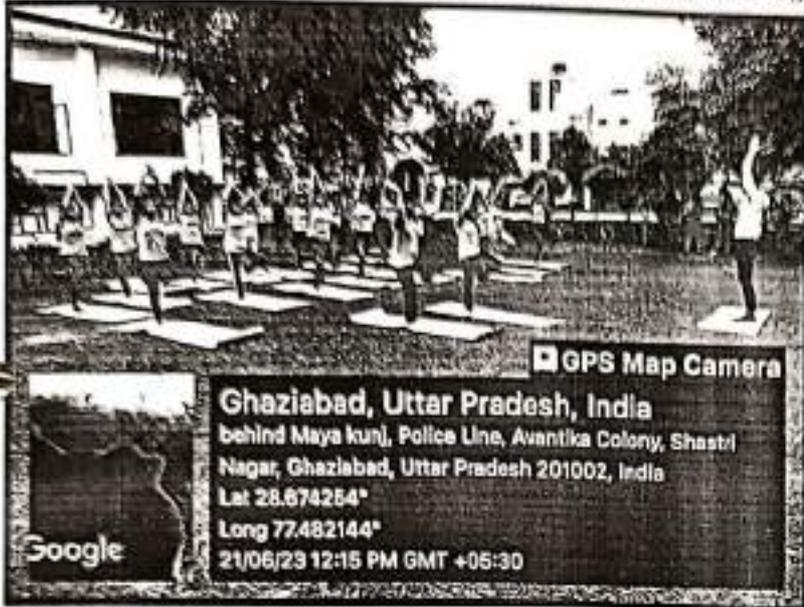 GPS Map Camera
Ghaziabad, Uttar Pradesh, India
behind Maya kunj, Police Line, Avantika Colony, Shastri
Nagar, Ghaziabad, Uttar Pradesh 201002, India
Lat 28.674254°
Long 77.482144°
21/06/23 12:15 PM GMT +05:30
Google